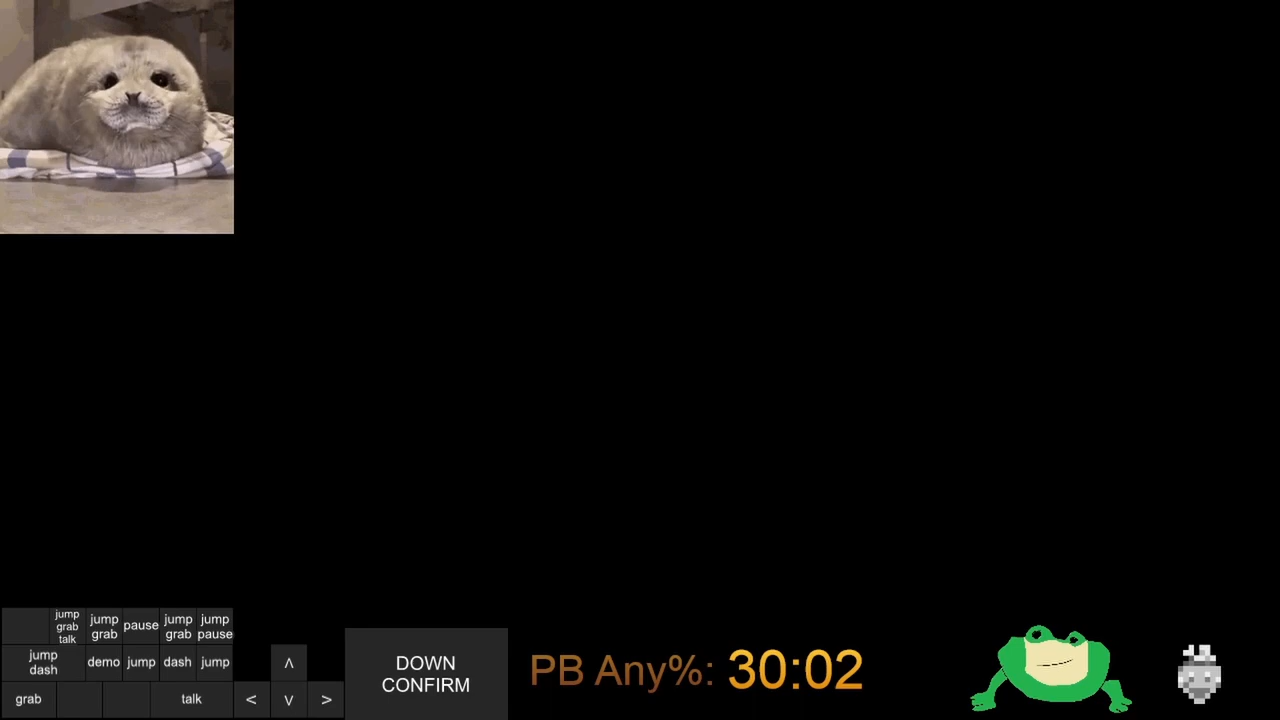 jump
grab
talk
jump
grab
pause
jump
grab
jump
pause
jump
dash
demo
jump
dash
jump
grab
talk
^
<
v
>
DOWN
CONFIRM
PB Any%: 30:02